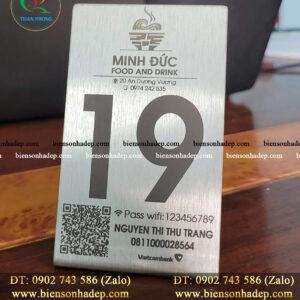 TUAN PHONG
MINH ĐỨC
FOOD AND DRINK
20 An Dương Vương
0974 242 535
19
Pass wifi: 123456789
NGUYEN THI THU TRANG
0811000028564
Vietcombank
ĐT: 0902 743 586 (Zalo) ĐT: 0902 743 586 (Zalo)
www.biensonhadep.com - biensonhadep.com - biensonhadep.com